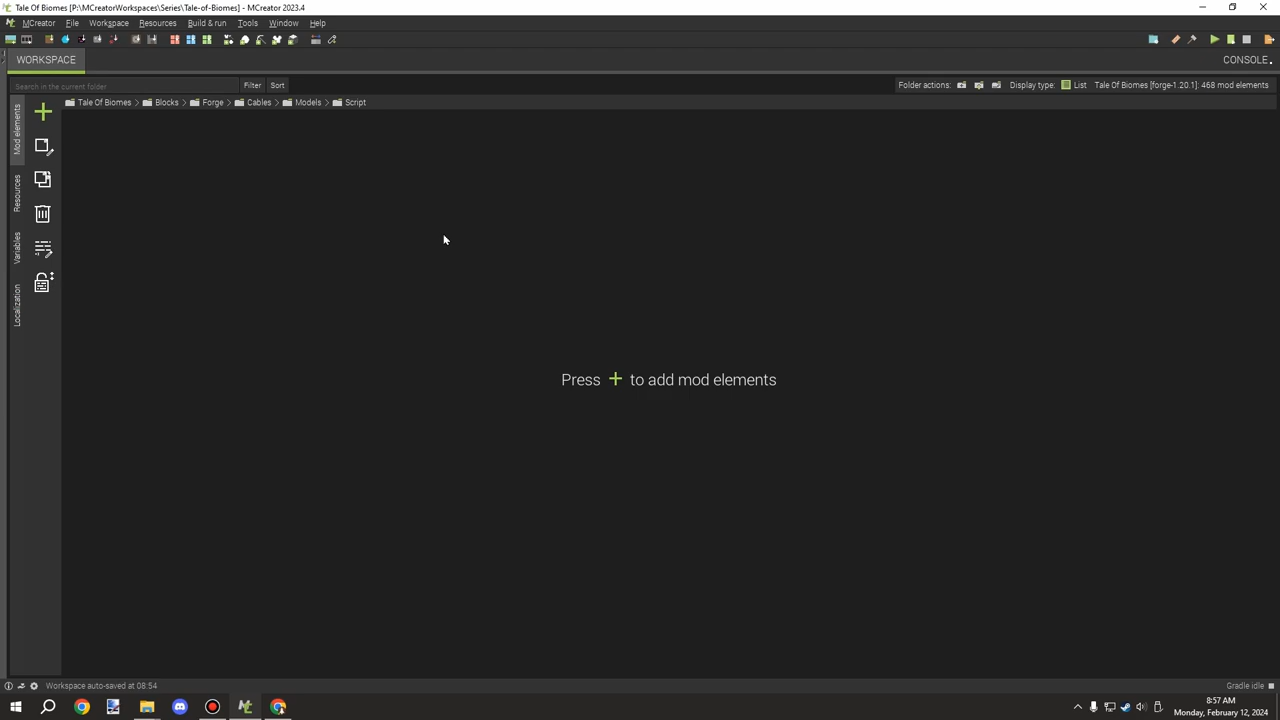 Tale Of Biomes [P:\MCreatorWorkspaces\Series\Tale-of-Biomes] - MCreator 2023.4
MCreator File Workspace Resources Build & run Tools Window Help
WORKSPACE CONSOLE
Search in the current folder Filter Sort Folder actions: Display type: List Tale Of Biomes [forge-1.20.1]: 468 mod elements
Tale Of Biomes > Blocks > Forge > Cables > Models > Script
Mod elements
Resources
Variables
Localization
Press + to add mod elements
Workspace auto-saved at 08:54 Gradle idle
8:57 AM
Monday, February 12, 2024